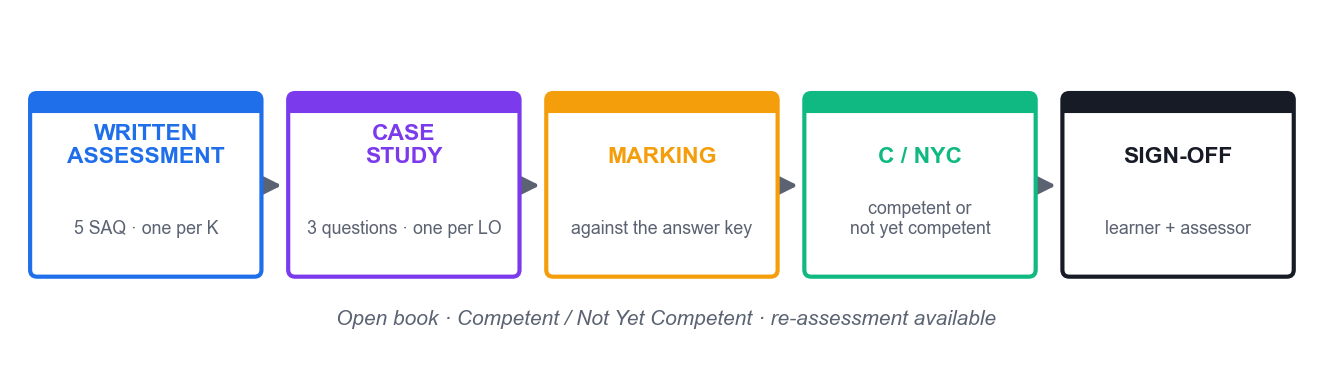 WRITTEN
ASSESSMENT
5 SAQ · one per K
CASE
STUDY
3 questions · one per LO
MARKING
against the answer key
C / NYC
competent or
not yet competent
SIGN-OFF
learner + assessor
Open book · Competent / Not Yet Competent · re-assessment available